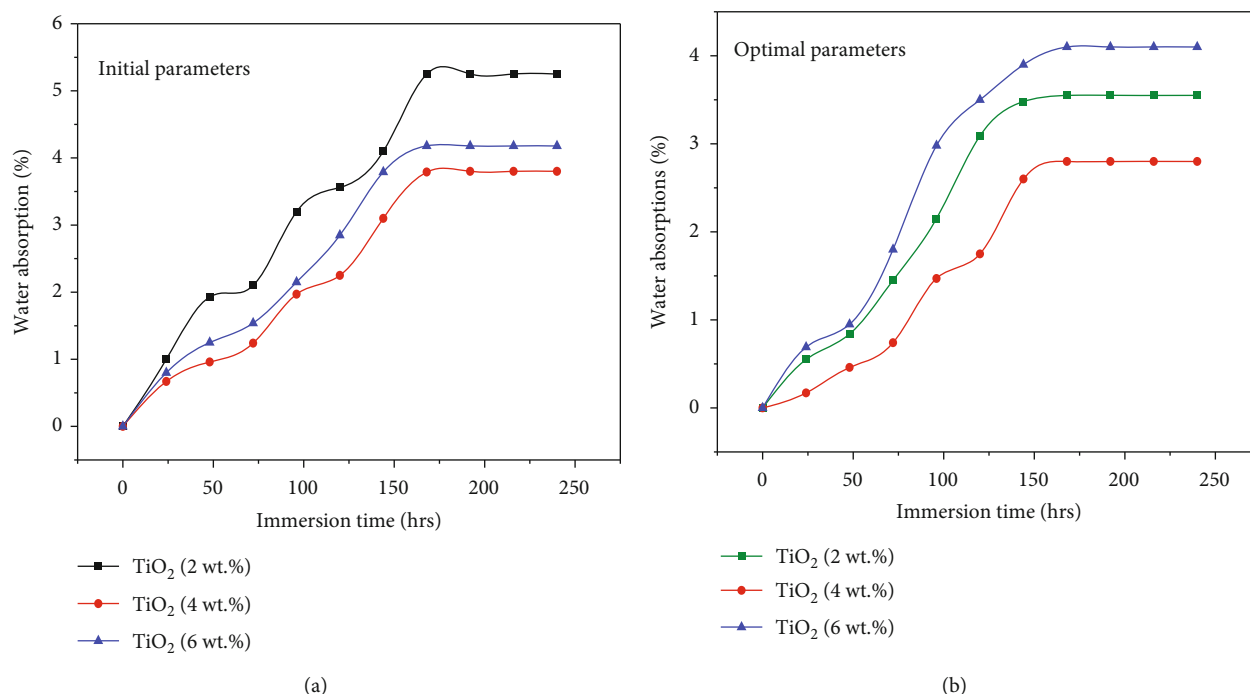 Initial parameters
Water absorption (%)
6
5
4
3
2
1
0
0 50 100 150 200 250
Immersion time (hrs)
TiO2 (2 wt.%)
TiO2 (4 wt.%)
TiO2 (6 wt.%)
(a)
Optimal parameters
Water absorptions (%)
4
3
2
1
0
0 50 100 150 200 250
Immersion time (hrs)
TiO2 (2 wt.%)
TiO2 (4 wt.%)
TiO2 (6 wt.%)
(b)